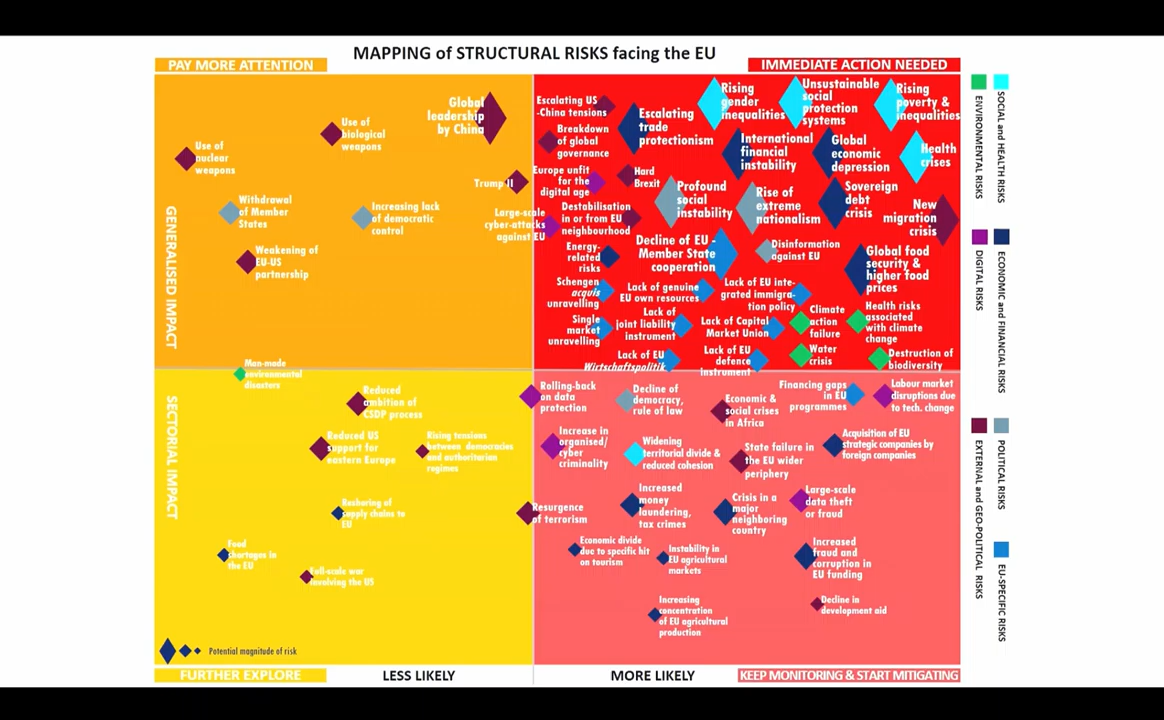 MAPPING of STRUCTURAL RISKS facing the EU
PAY MORE ATTENTION
IMMEDIATE ACTION NEEDED
GENERALISED IMPACT
SECTORIAL IMPACT
Global
leadership
by China
Use of
biological
weapons
Use of
nuclear
weapons
Trump II
Withdrawal
of Member
States
Increasing lack
of democratic
control
Weakening of
EU-US
partnership
Escalating US
-China tensions
Breakdown
of global
governance
Escalating
trade
protectionism
Rising
gender
inequalities
Unsustainable
social
protection
systems
Rising
poverty &
inequalities
International
financial
instability
Global
economic
depression
Health
crises
Europe unfit
for the
digital age
Hard
Brexit
Profound
social
instability
Rise of
extreme
nationalism
Sovereign
debt
crisis
New
migration
crisis
Large-scale
cyber-attacks
against EU
Destabilisation
in or from EU
neighbourhood
Energy-
related
risks
Decline of EU -
Member State
cooperation
Disinformation
against EU
Global food
security &
higher food
prices
Schengen
acquis
unravelling
Lack of genuine
EU own resources
Lack of EU inte-
grated immigra-
tion policy
Single
market
unravelling
Lack of
joint liability
instrument
Lack of Capital
Market Union
Climate
action
failure
Health risks
associated
with climate
change
Lack of EU
Wirtschaftspolitik
Lack of EU
defence
instrument
Water
crisis
Destruction of
biodiversity
Man-made
environmental
disasters
Reduced
ambition of
CSDP process
Reduced US
support for
eastern Europe
Rising tensions
between democracies
and authoritarian
regimes
Reshoring of
supply chains to
EU
Food
shortages in
the EU
Full-scale war
involving the US
Rolling-back
on data
protection
Decline of
democracy,
rule of law
Economic &
social crises
in Africa
Financing gaps
in EU
programmes
Labour market
disruptions due
to tech. change
Increase in
organised/
cyber
criminality
Widening
territorial divide &
reduced cohesion
State failure in
the EU wider
periphery
Acquisition of EU
strategic companies by
foreign companies
Resurgence
of terrorism
Increased
money
laundering,
tax crimes
Crisis in a
major
neighboring
country
Large-scale
data theft
or fraud
Economic divide
due to specific hit
on tourism
Instability in
EU agricultural
markets
Increased
fraud and
corruption in
EU funding
Increasing
concentration
of EU agricultural
production
Decline in
development aid
Potential magnitude of risk
FURTHER EXPLORE
LESS LIKELY
MORE LIKELY
KEEP MONITORING & START MITIGATING
ENVIRONMENTAL RISKS
SOCIAL and HEALTH RISKS
DIGITAL RISKS
ECONOMIC and FINANCIAL RISKS
EXTERNAL and GEO-POLITICAL RISKS
POLITICAL RISKS
EU-SPECIFIC RISKS